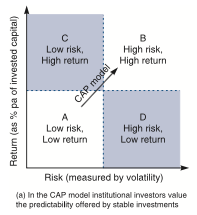 Return (as % pa of invested capital)
C
Low risk,
High return
B
High risk,
High return
CAP model
A
Low risk,
Low return
D
High risk,
Low return
Risk (measured by volatility)
(a) In the CAP model institutional investors value
the predictability offered by stable investments